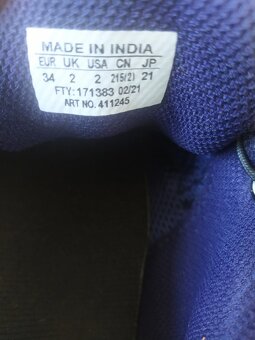 MADE IN INDIA
EUR UK USA CN JP
34 2 2 215(2) 21
FTY: 171383 02/21
ART NO. 411245